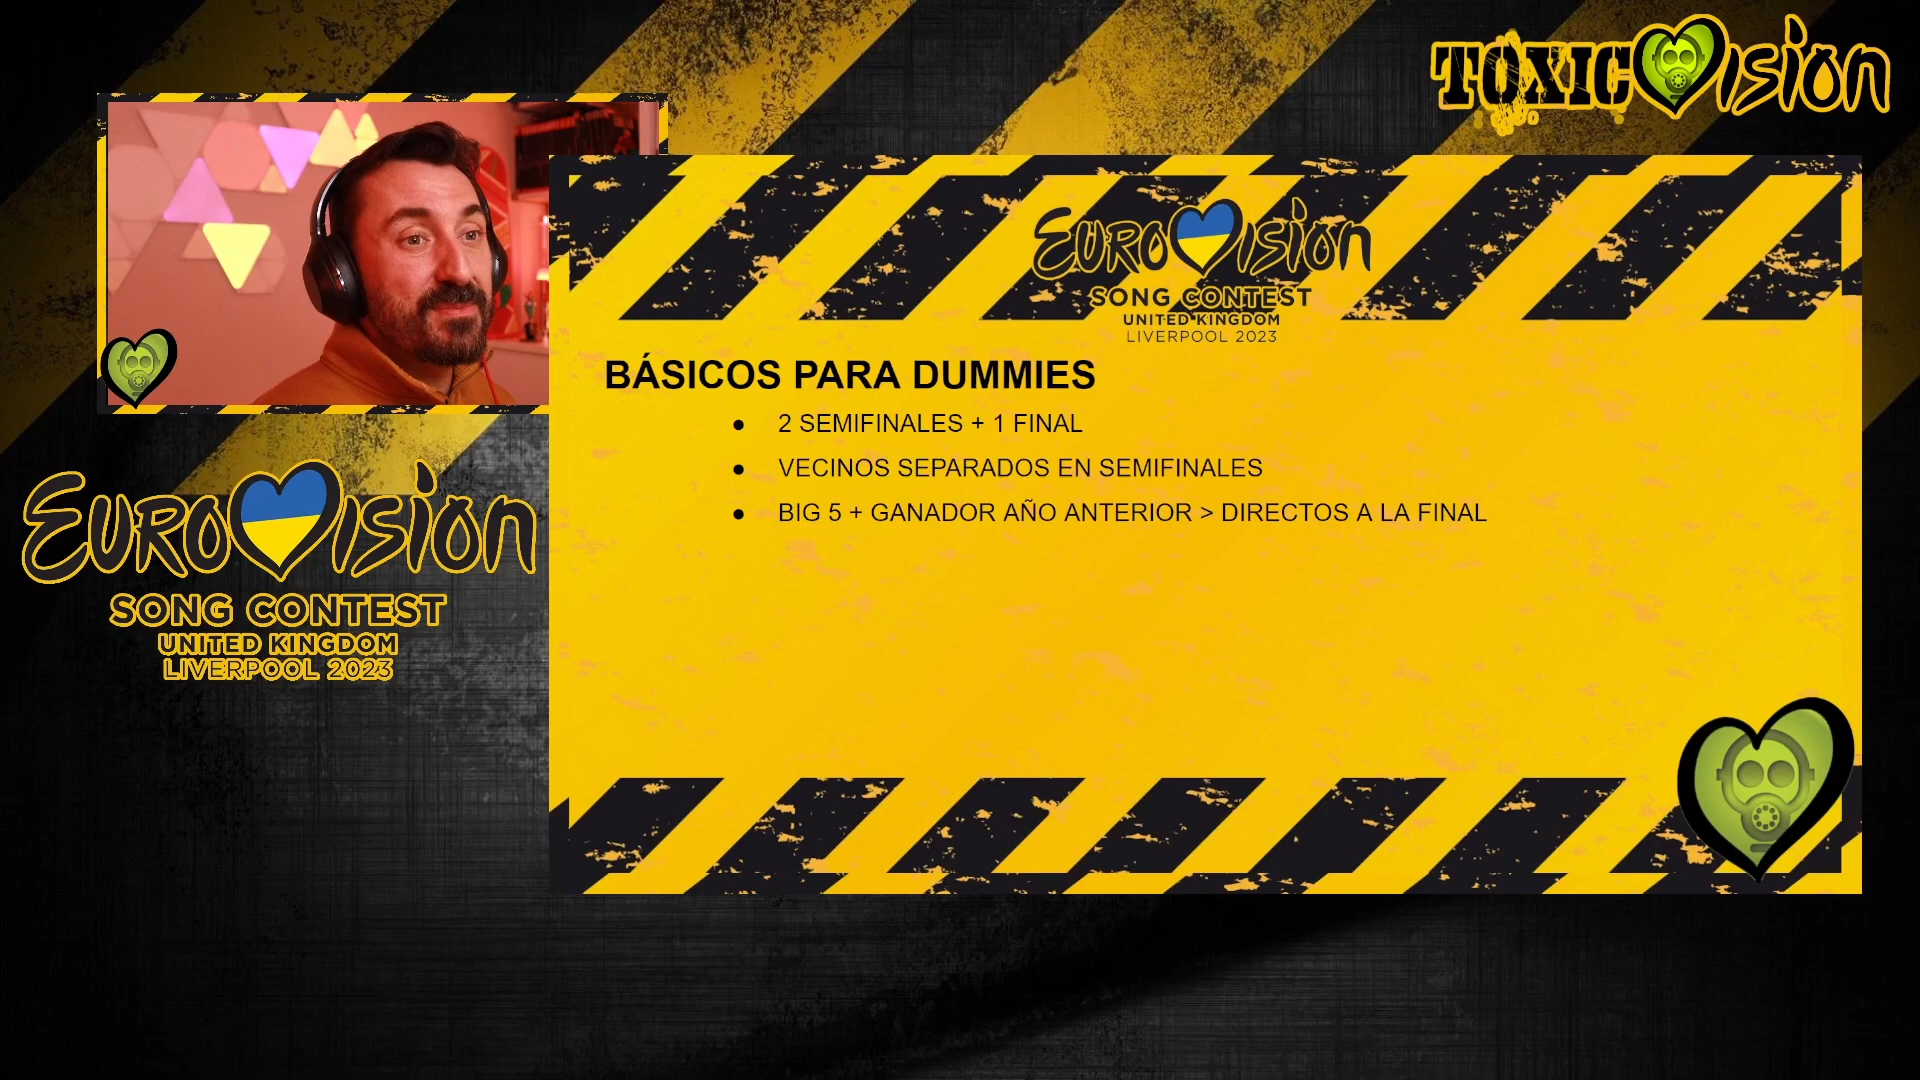 TOXICVISION
EUROVISION
SONG CONTEST
UNITED KINGDOM
LIVERPOOL 2023
BÁSICOS PARA DUMMIES
● 2 SEMIFINALES + 1 FINAL
● VECINOS SEPARADOS EN SEMIFINALES
● BIG 5 + GANADOR AÑO ANTERIOR > DIRECTOS A LA FINAL
EUROVISION
SONG CONTEST
UNITED KINGDOM
LIVERPOOL 2023